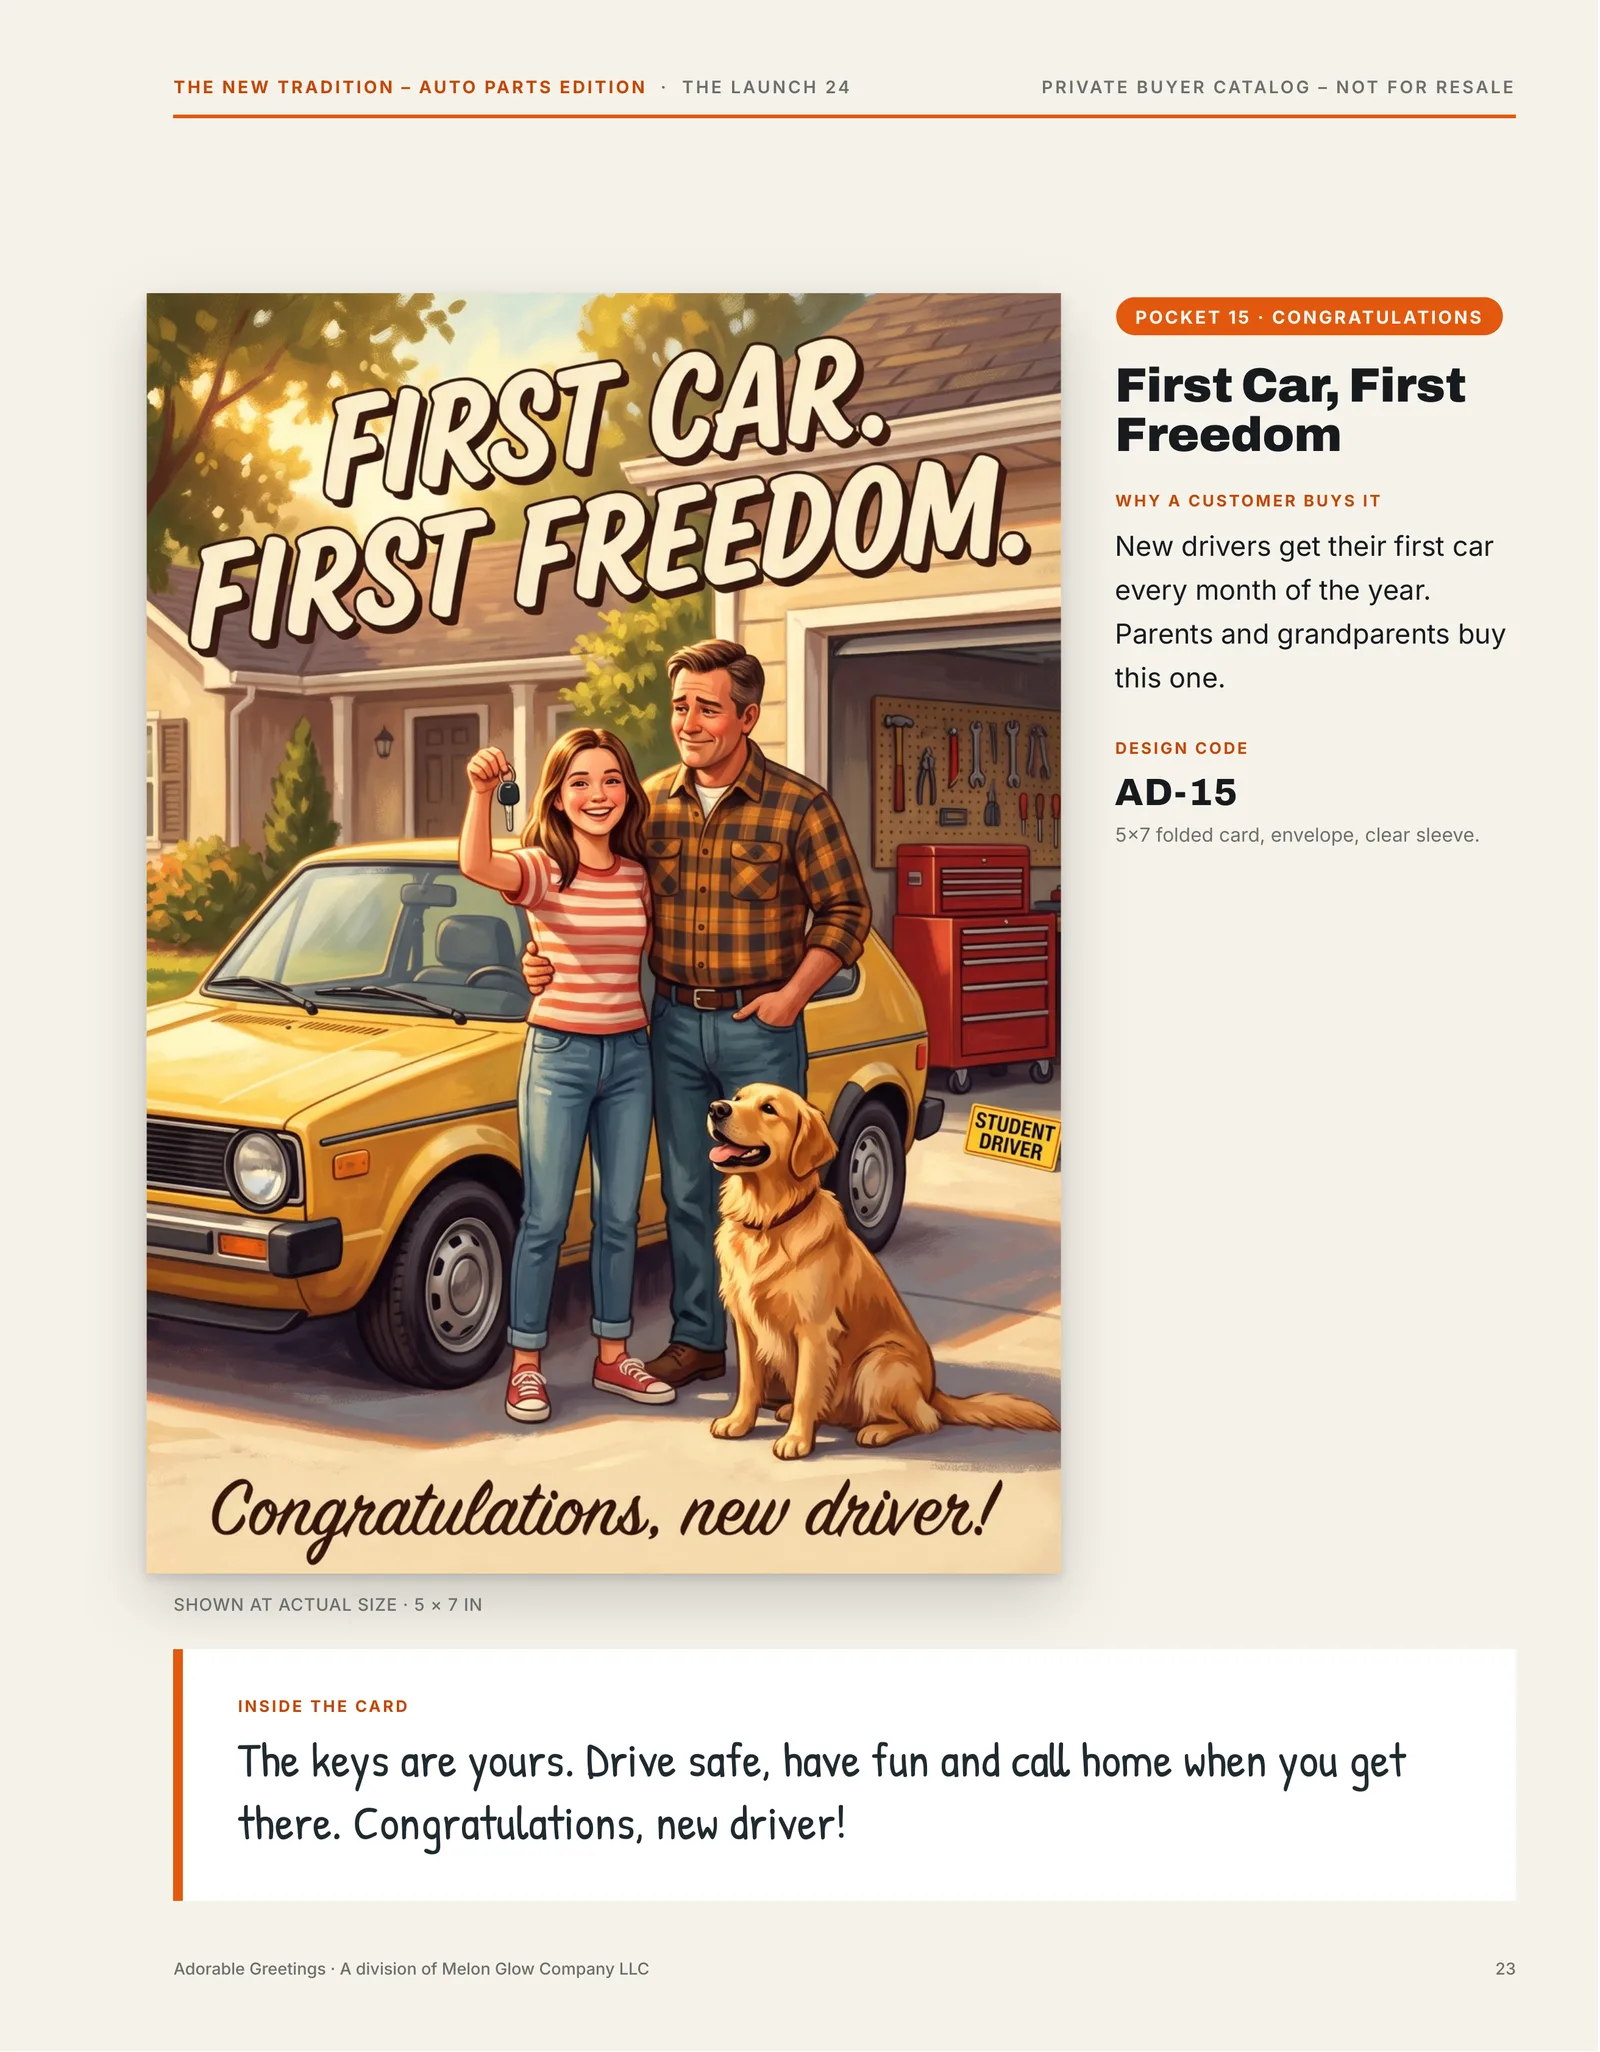 THE NEW TRADITION – AUTO PARTS EDITION · THE LAUNCH 24
PRIVATE BUYER CATALOG – NOT FOR RESALE
FIRST CAR.
FIRST FREEDOM.
STUDENT
DRIVER
Congratulations, new driver!
SHOWN AT ACTUAL SIZE · 5 × 7 IN
POCKET 15 · CONGRATULATIONS
First Car, First
Freedom
WHY A CUSTOMER BUYS IT
New drivers get their first car
every month of the year.
Parents and grandparents buy
this one.
DESIGN CODE
AD-15
5×7 folded card, envelope, clear sleeve.
INSIDE THE CARD
The keys are yours. Drive safe, have fun and call home when you get
there. Congratulations, new driver!
Adorable Greetings · A division of Melon Glow Company LLC
23